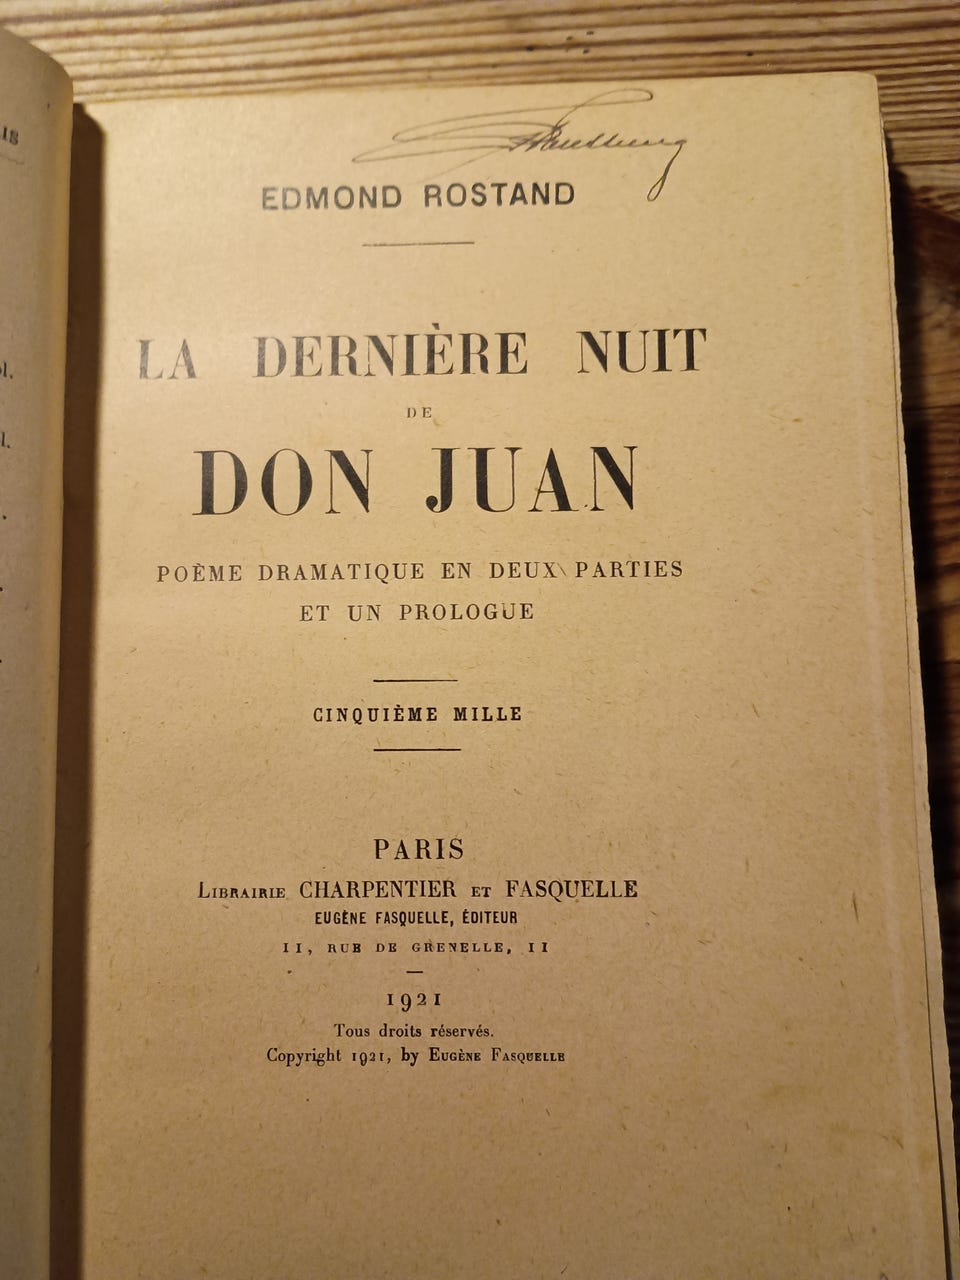 EDMOND ROSTAND
LA DERNIÈRE NUIT
DE
DON JUAN
POÈME DRAMATIQUE EN DEUX PARTIES
ET UN PROLOGUE
CINQUIÈME MILLE
PARIS
LIBRAIRIE CHARPENTIER ET FASQUELLE
EUGÈNE FASQUELLE, ÉDITEUR
11, RUE DE GRENELLE, 11
1921
Tous droits réservés.
Copyright 1921, by EUGÈNE FASQUELLE